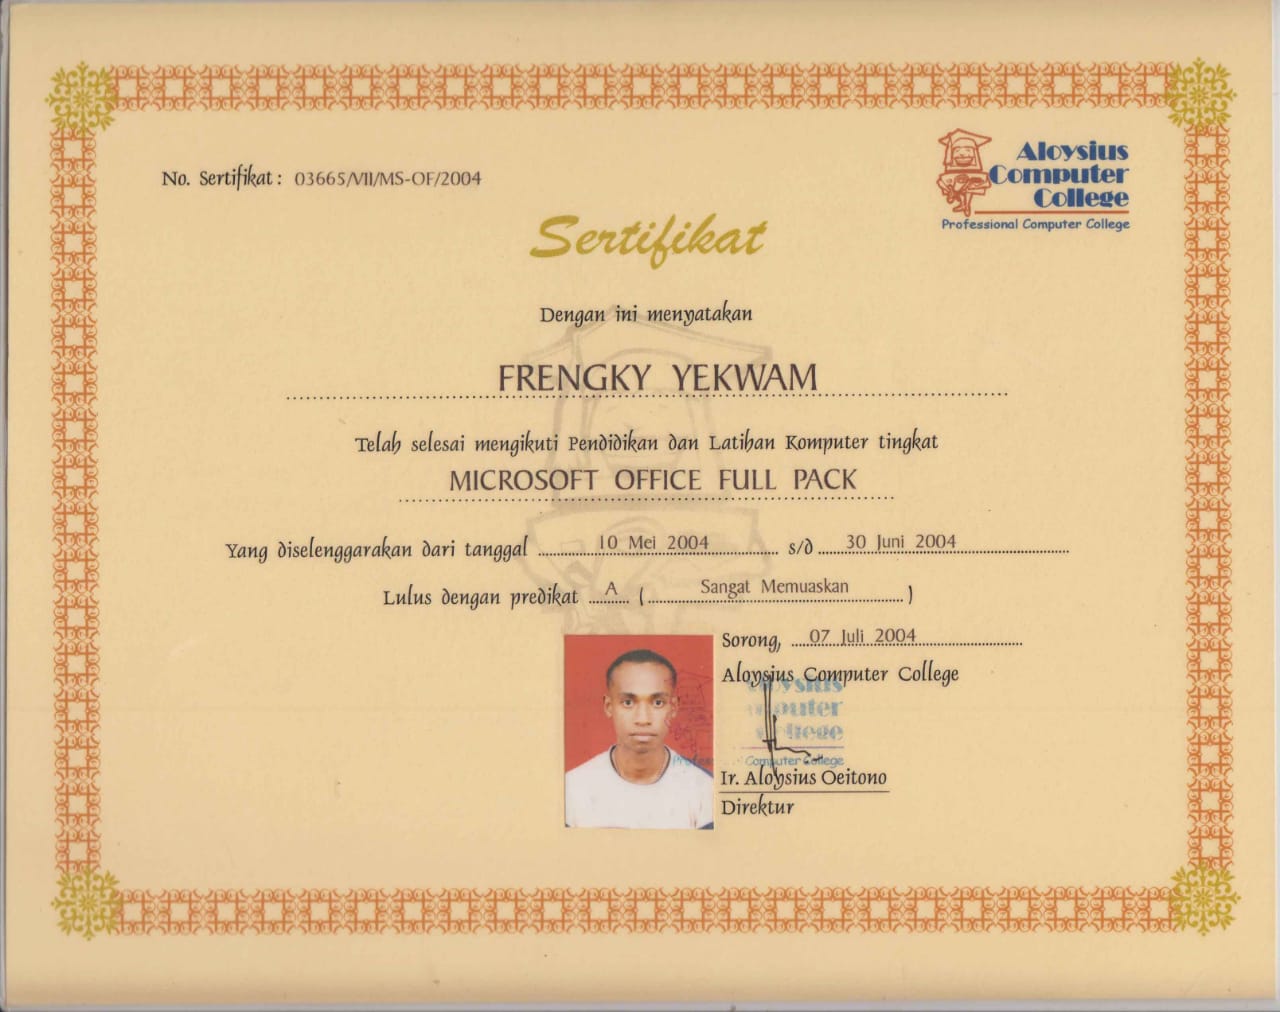 No. Sertifikat : 03665/VII/MS-OF/2004
Aloysius
Computer
College
Professional Computer College
Sertifikat
Dengan ini menyatakan
FRENGKY YEKWAM
Telah selesai mengikuti Pendidikan dan Latihan Komputer tingkat
MICROSOFT OFFICE FULL PACK
Yang diselenggarakan dari tanggal 10 Mei 2004 s/d 30 Juni 2004
Lulus dengan predikat A ( Sangat Memuaskan )
Sorong, 07 Juli 2004
Aloysius Computer College
Computer College
Ir. Aloysius Oeitono
Direktur